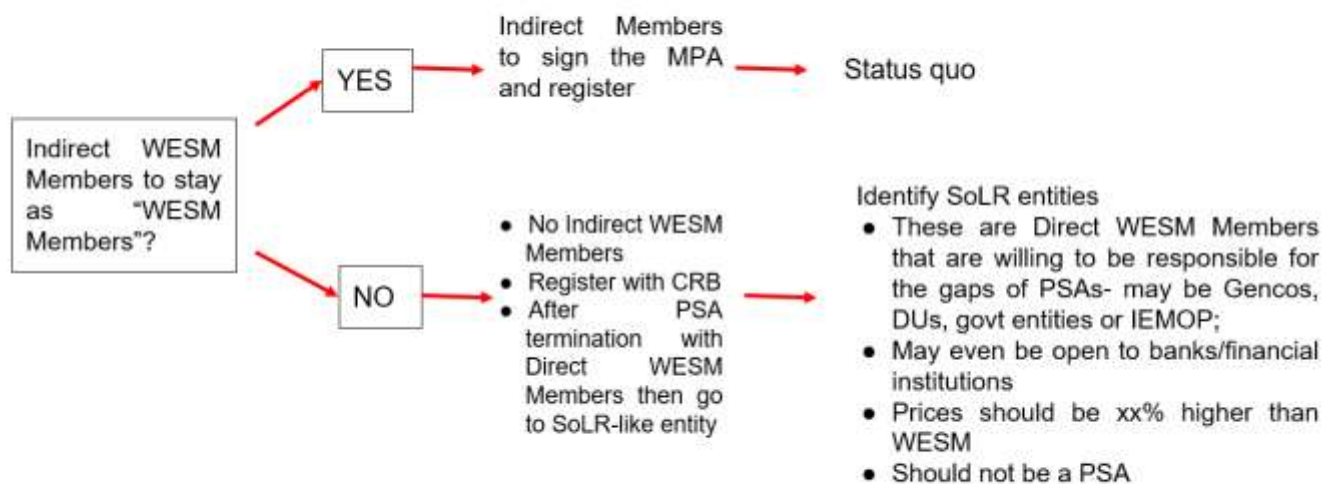 Indirect WESM
Members to stay
as "WESM
Members"?
YES
Indirect Members
to sign the MPA
and register
Status quo
NO
● No Indirect WESM
Members
● Register with CRB
● After PSA
termination with
Direct WESM
Members then go
to SoLR-like entity
Identify SoLR entities
● These are Direct WESM Members
that are willing to be responsible for
the gaps of PSAs- may be Gencos,
DUs, govt entities or IEMOP;
● May even be open to banks/financial
institutions
● Prices should be xx% higher than
WESM
● Should not be a PSA